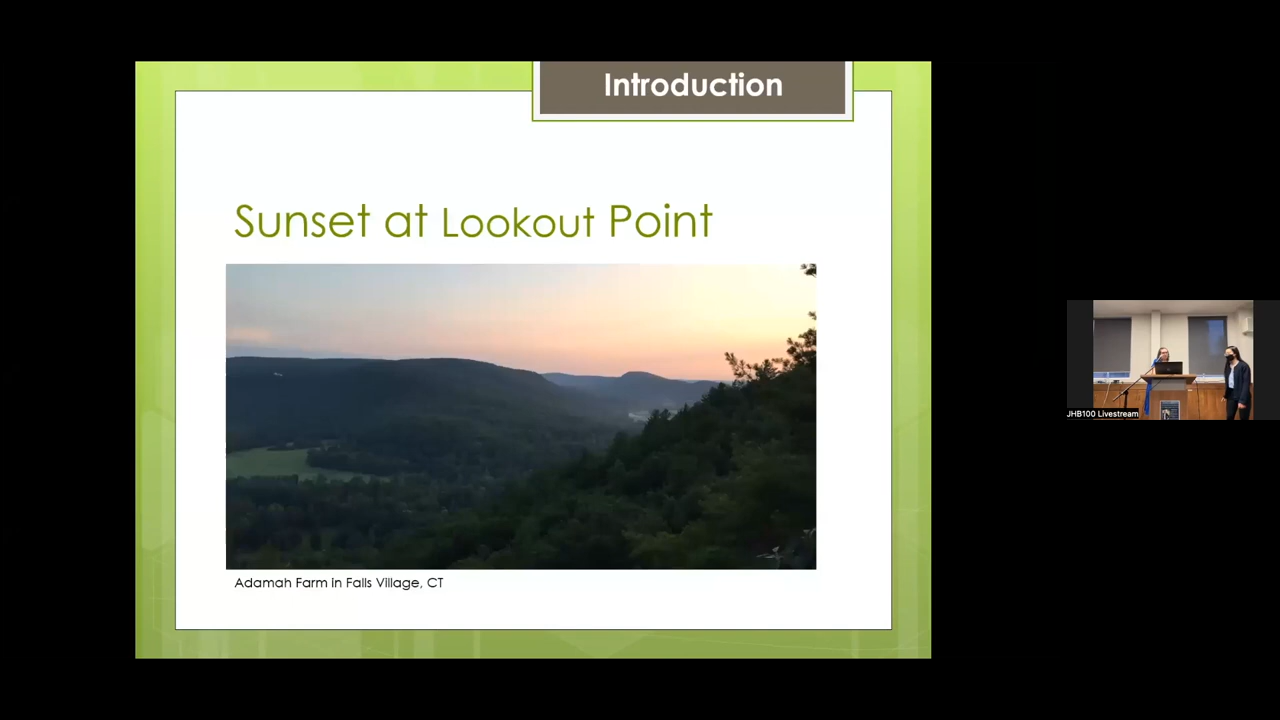 Introduction
Sunset at Lookout Point
Adamah Farm in Falls Village, CT
JHB100 Livestream